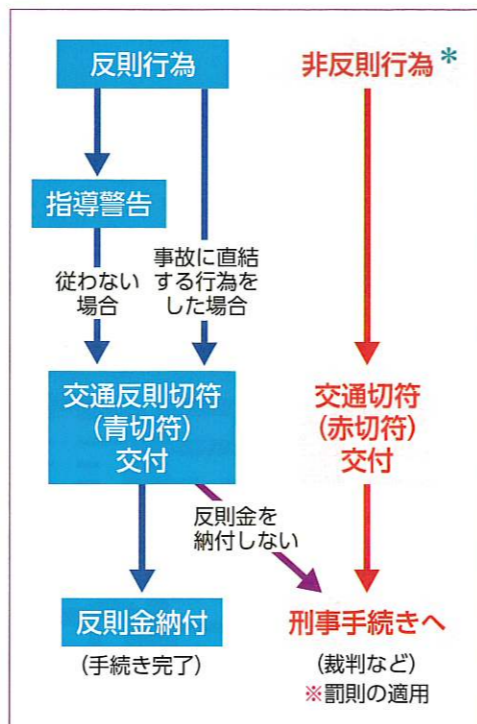 反則行為
非反則行為＊
指導警告
従わない
場合
事故に直結
する行為を
した場合
交通反則切符
（青切符）
交付
交通切符
（赤切符）
交付
反則金を
納付しない
反則金納付
（手続き完了）
刑事手続きへ
（裁判など）
※罰則の適用